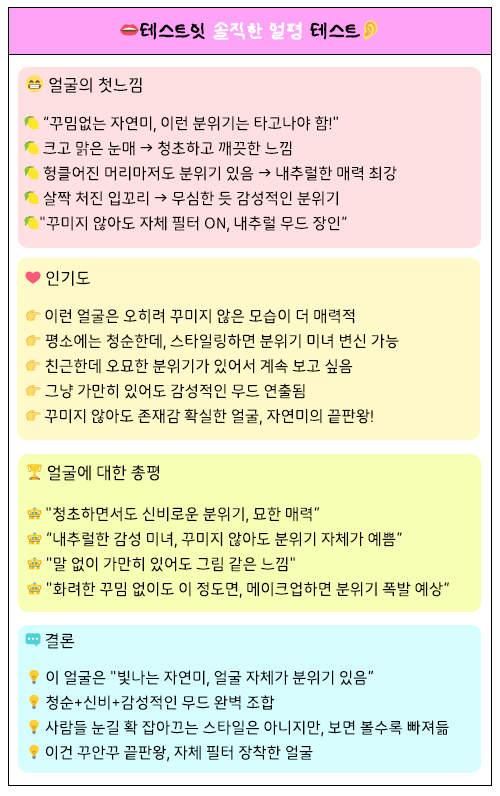 👄테스트힛 솔직한 얼평 테스트👂
😁 얼굴의 첫느낌
🍋 “꾸밈없는 자연미, 이런 분위기는 타고나야 함!"
🍋 크고 맑은 눈매 → 청초하고 깨끗한 느낌
🍋 헝클어진 머리마저도 분위기 있음 → 내추럴한 매력 최강
🍋 살짝 처진 입꼬리 → 무심한 듯 감성적인 분위기
🍋"꾸미지 않아도 자체 필터 ON, 내추럴 무드 장인”
❤️ 인기도
👉 이런 얼굴은 오히려 꾸미지 않은 모습이 더 매력적
👉 평소에는 청순한데, 스타일링하면 분위기 미녀 변신 가능
👉 친근한데 오묘한 분위기가 있어서 계속 보고 싶음
👉 그냥 가만히 있어도 감성적인 무드 연출됨
👉 꾸미지 않아도 존재감 확실한 얼굴, 자연미의 끝판왕!
🏆 얼굴에 대한 총평
"청초하면서도 신비로운 분위기, 묘한 매력”
“내추럴한 감성 미녀, 꾸미지 않아도 분위기 자체가 예쁨”
"말 없이 가만히 있어도 그림 같은 느낌"
"화려한 꾸밈 없이도 이 정도면, 메이크업하면 분위기 폭발 예상”
💬 결론
💡 이 얼굴은 "빛나는 자연미, 얼굴 자체가 분위기 있음”
💡 청순+신비+감성적인 무드 완벽 조합
💡 사람들 눈길 확 잡아끄는 스타일은 아니지만, 보면 볼수록 빠져듦
💡 이건 꾸안꾸 끝판왕, 자체 필터 장착한 얼굴